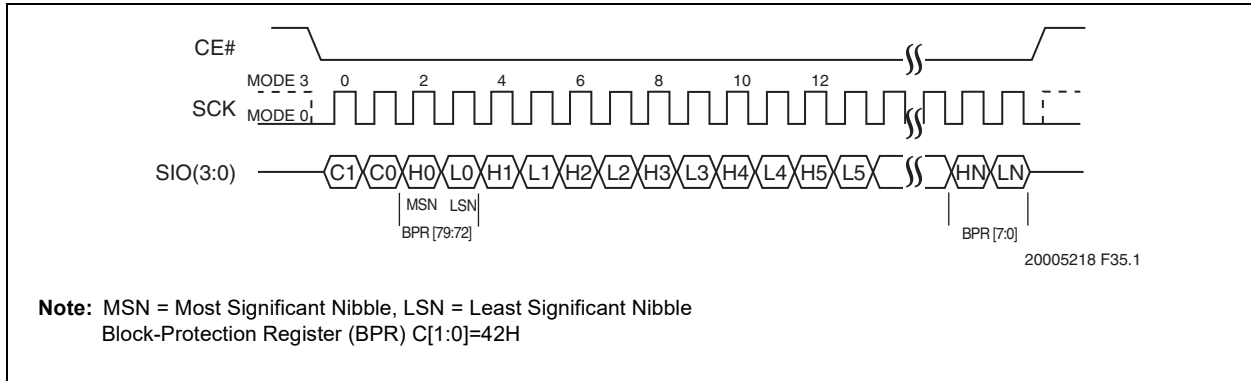 CE#
MODE 3 0 2 4 6 8 10 12
SCK MODE 0
SIO(3:0) C1 C0 H0 L0 H1 L1 H2 L2 H3 L3 H4 L4 H5 L5 HN LN
MSN LSN
BPR [79:72] BPR [7:0]
20005218 F35.1
Note: MSN = Most Significant Nibble, LSN = Least Significant Nibble
Block-Protection Register (BPR) C[1:0]=42H